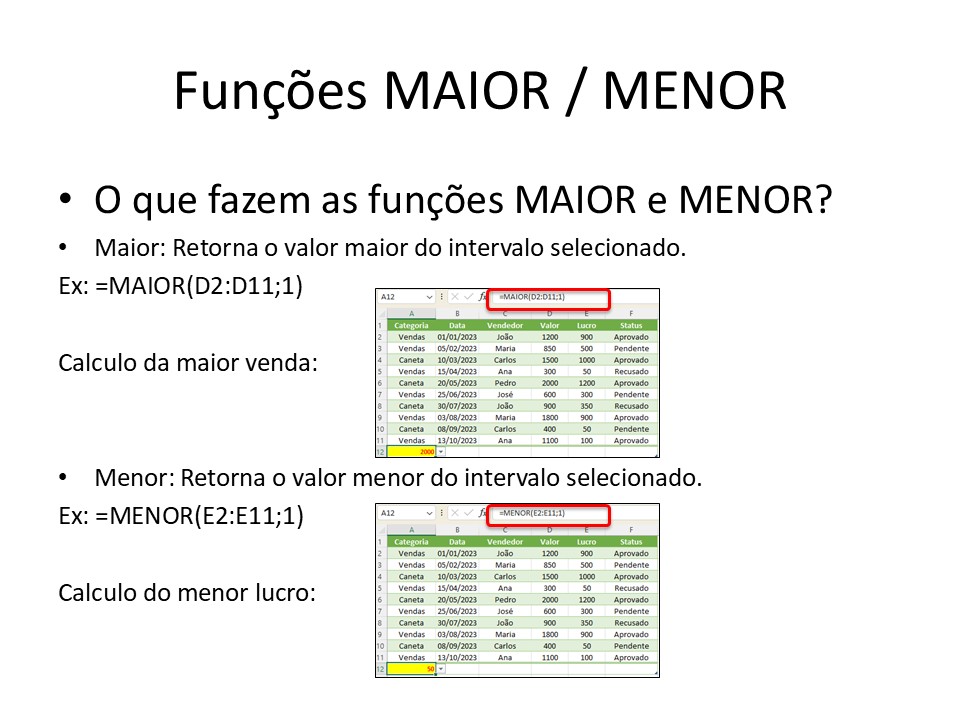 Funções MAIOR / MENOR
• O que fazem as funções MAIOR e MENOR?
• Maior: Retorna o valor maior do intervalo selecionado.
Ex: =MAIOR(D2:D11;1)
A12 fx =MAIOR(D2:D11;1)
A B C D E F
1 Categoria Data Vendedor Valor Lucro Status
2 Vendas 01/01/2023 João 1200 900 Aprovado
3 Vendas 05/02/2023 Maria 850 500 Pendente
4 Caneta 10/03/2023 Carlos 1500 1000 Aprovado
5 Vendas 15/04/2023 Ana 300 50 Recusado
6 Caneta 20/05/2023 Pedro 2000 1200 Aprovado
7 Vendas 25/06/2023 José 600 300 Pendente
8 Caneta 30/07/2023 João 900 350 Recusado
9 Vendas 03/08/2023 Maria 1800 900 Aprovado
10 Caneta 08/09/2023 Carlos 400 50 Pendente
11 Vendas 13/10/2023 Ana 1100 100 Aprovado
12 2000
Calculo da maior venda:
• Menor: Retorna o valor menor do intervalo selecionado.
Ex: =MENOR(E2:E11;1)
A12 fx =MENOR(E2:E11;1)
A B C D E F
1 Categoria Data Vendedor Valor Lucro Status
2 Vendas 01/01/2023 João 1200 900 Aprovado
3 Vendas 05/02/2023 Maria 850 500 Pendente
4 Caneta 10/03/2023 Carlos 1500 1000 Aprovado
5 Vendas 15/04/2023 Ana 300 50 Recusado
6 Caneta 20/05/2023 Pedro 2000 1200 Aprovado
7 Vendas 25/06/2023 José 600 300 Pendente
8 Caneta 30/07/2023 João 900 350 Recusado
9 Vendas 03/08/2023 Maria 1800 900 Aprovado
10 Caneta 08/09/2023 Carlos 400 50 Pendente
11 Vendas 13/10/2023 Ana 1100 100 Aprovado
12 50
Calculo do menor lucro: